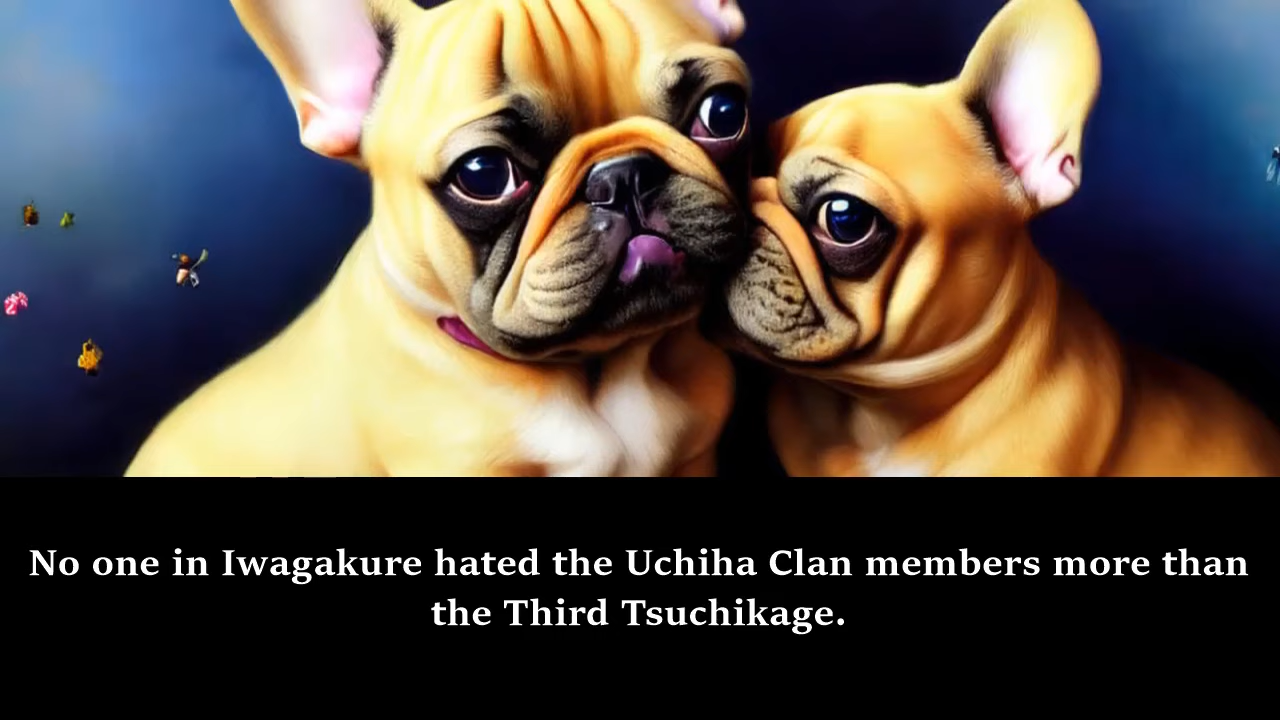 No one in Iwagakure hated the Uchiha Clan members more than
the Third Tsuchikage.